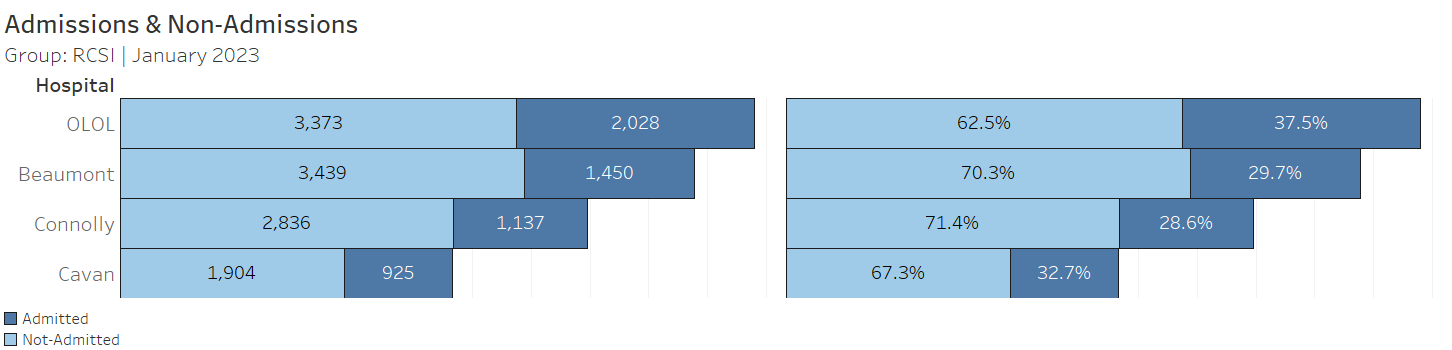 Admissions & Non-Admissions
Group: RCSI | January 2023
Hospital
OLOL 3,373 2,028 62.5% 37.5%
Beaumont 3,439 1,450 70.3% 29.7%
Connolly 2,836 1,137 71.4% 28.6%
Cavan 1,904 925 67.3% 32.7%
Admitted
Not-Admitted